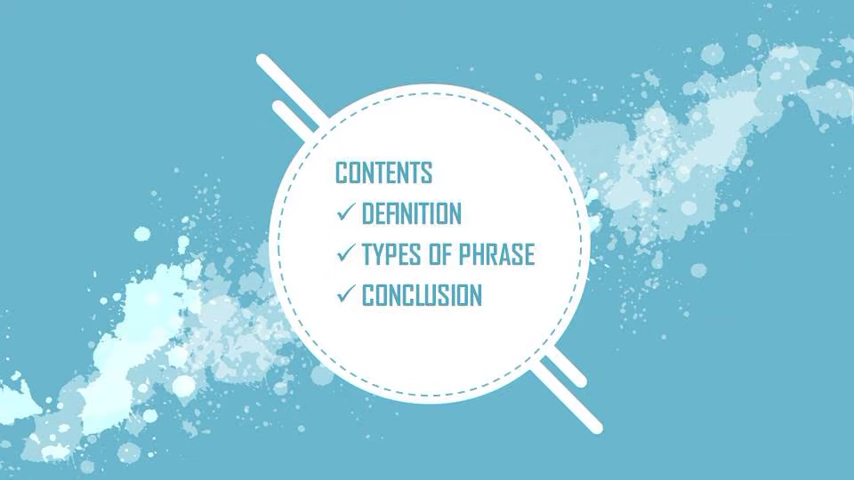 CONTENTS
✓ DEFINITION
✓ TYPES OF PHRASE
✓ CONCLUSION